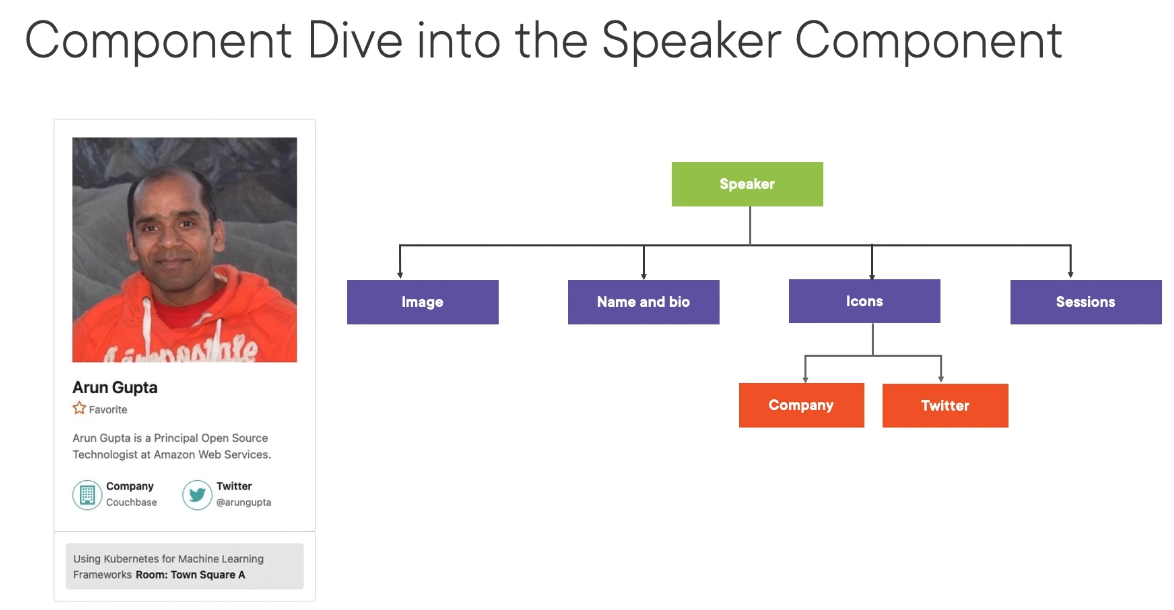 Component Dive into the Speaker Component
Aéropostale
Arun Gupta
Favorite
Arun Gupta is a Principal Open Source
Technologist at Amazon Web Services.
Company
Couchbase
Twitter
@arungupta
Using Kubernetes for Machine Learning
Frameworks Room: Town Square A
Speaker
Image
Name and bio
Icons
Sessions
Company
Twitter